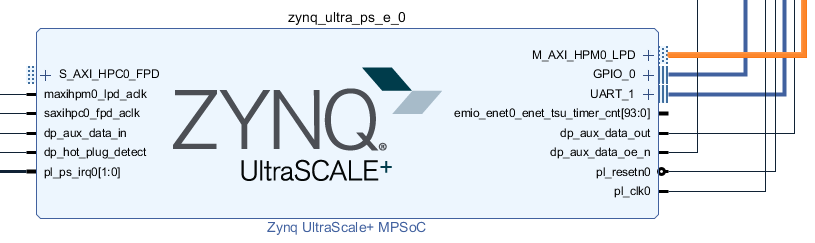 zynq_ultra_ps_e_0
S_AXI_HPC0_FPD
maxihpm0_lpd_aclk
saxihpc0_fpd_aclk
dp_aux_data_in
dp_hot_plug_detect
pl_ps_irq0[1:0]
ZYNQ®
UltraSCALE+
M_AXI_HPM0_LPD
GPIO_0
UART_1
emio_enet0_enet_tsu_timer_cnt[93:0]
dp_aux_data_out
dp_aux_data_oe_n
pl_resetn0
pl_clk0
Zynq UltraScale+ MPSoC